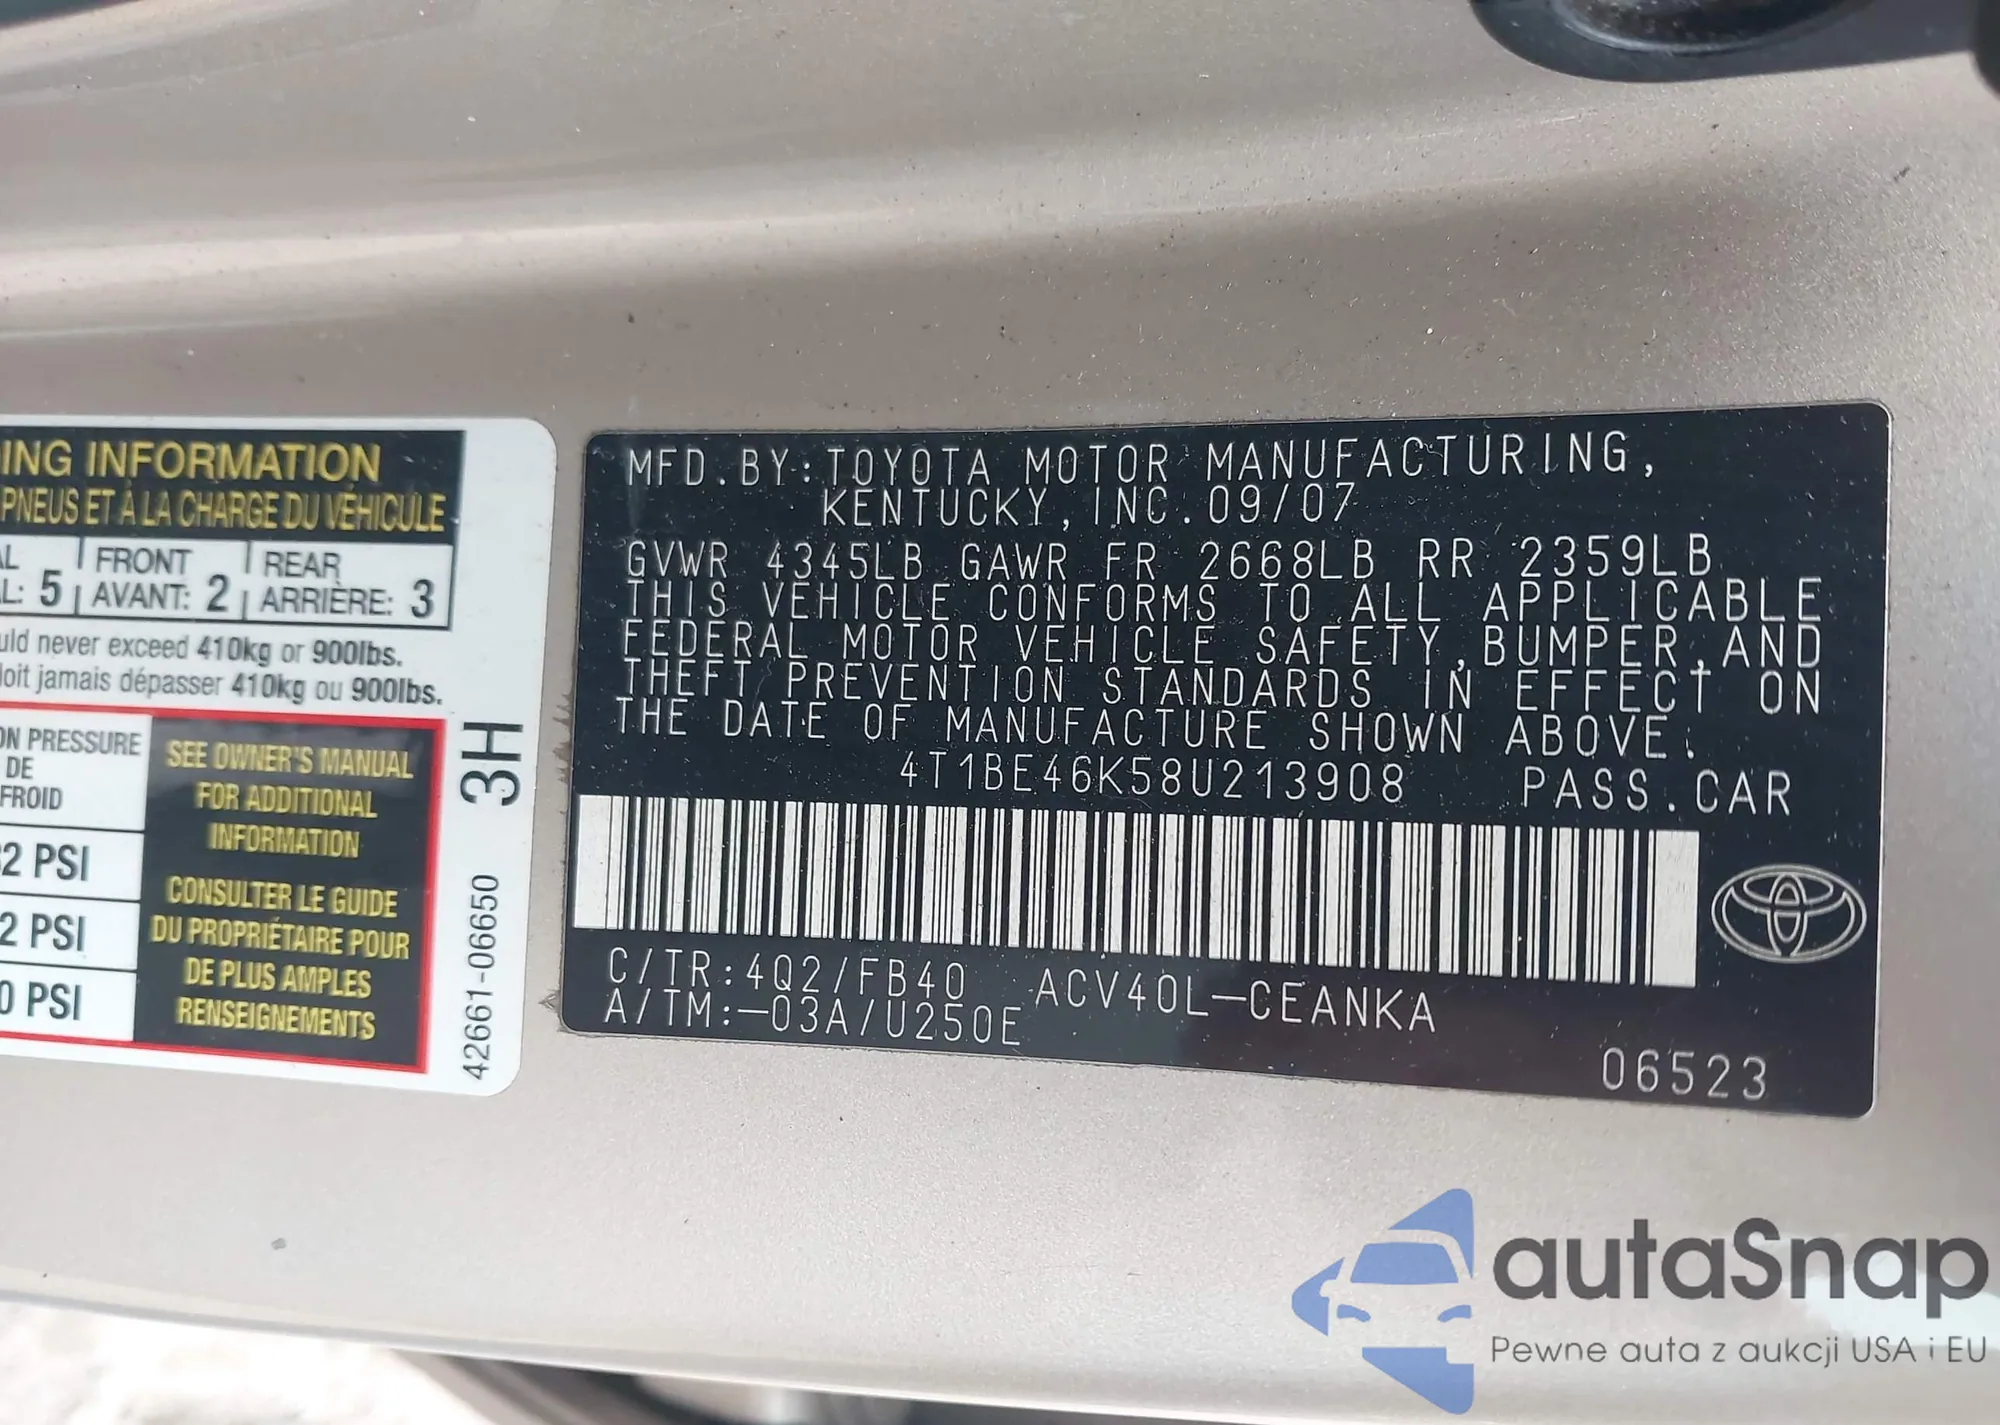 ING INFORMATION
PNEUS ET À LA CHARGE DU VÉHICULE
AL FRONT REAR
L: 5 AVANT: 2 ARRIÈRE: 3
uld never exceed 410kg or 900lbs.
doit jamais dépasser 410kg ou 900lbs.
ON PRESSURE
DE
FROID
2 PSI
2 PSI
0 PSI
SEE OWNER'S MANUAL
FOR ADDITIONAL
INFORMATION
CONSULTER LE GUIDE
DU PROPRIÉTAIRE POUR
DE PLUS AMPLES
RENSEIGNEMENTS
42661-06650 3H
MFD. BY: TOYOTA MOTOR MANUFACTURING,
KENTUCKY, INC. 09/07
GVWR 4345LB GAWR FR 2668LB RR 2359LB
THIS VEHICLE CONFORMS TO ALL APPLICABLE
FEDERAL MOTOR VEHICLE SAFETY, BUMPER, AND
THEFT PREVENTION STANDARDS IN EFFECT ON
THE DATE OF MANUFACTURE SHOWN ABOVE.
4T1BE46K58U213908 PASS. CAR
C/TR: 4Q2/FB40 ACV40L-CEANKA
A/TM: -03A/U250E
06523
autaSnap
Pewne auta z aukcji USA i EU